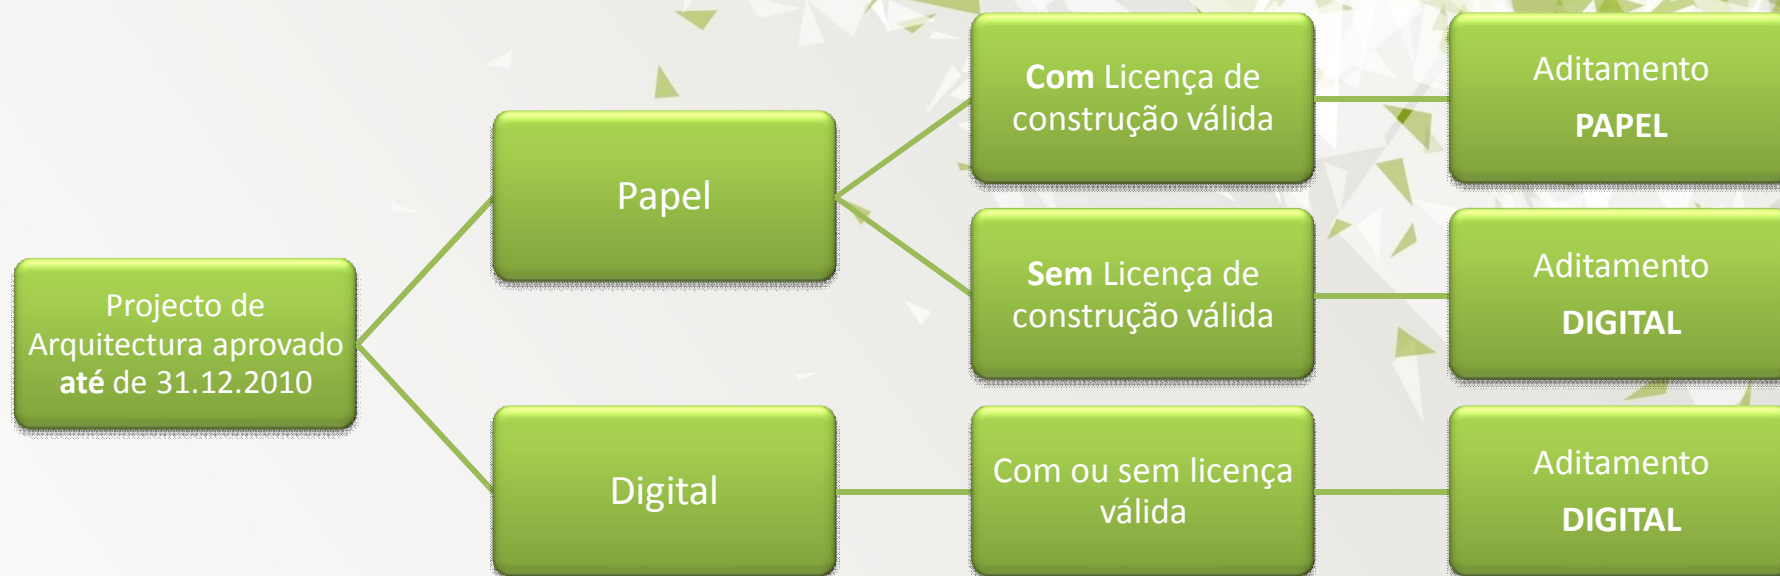 Projecto de
Arquitectura aprovado
até de 31.12.2010
Papel
Com Licença de
construção válida
Aditamento
PAPEL
Sem Licença de
construção válida
Aditamento
DIGITAL
Digital
Com ou sem licença
válida
Aditamento
DIGITAL